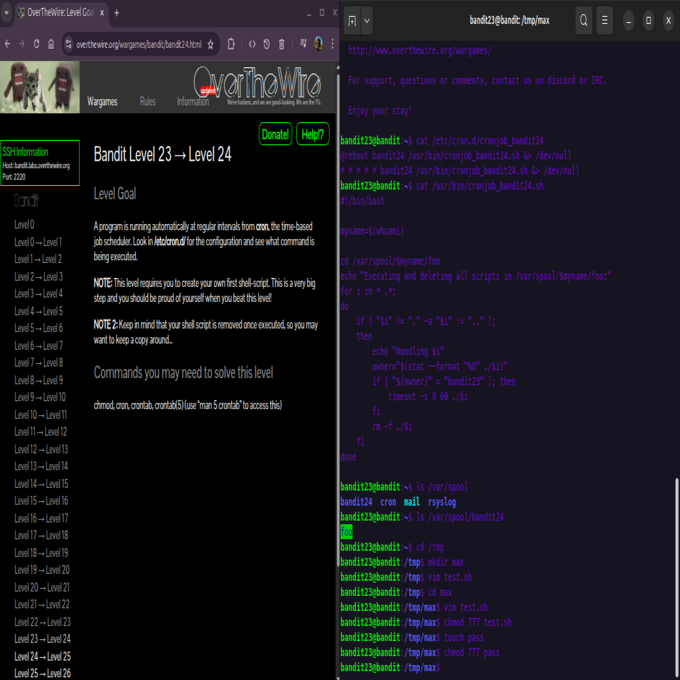 OverTheWire: Level Goal
overthewire.org/wargames/bandit/bandit24.html
OverTheWire
We're hackers, and we are good-looking. We are the 1%.
Wargames
Rules
Information
updated
Donate!
Help!?
SSH Information
Host: bandit.labs.overthewire.org
Port: 2220
Bandit
Level 0
Level 0 → Level 1
Level 1 → Level 2
Level 2 → Level 3
Level 3 → Level 4
Level 4 → Level 5
Level 5 → Level 6
Level 6 → Level 7
Level 7 → Level 8
Level 8 → Level 9
Level 9 → Level 10
Level 10 → Level 11
Level 11 → Level 12
Level 12 → Level 13
Level 13 → Level 14
Level 14 → Level 15
Level 15 → Level 16
Level 16 → Level 17
Level 17 → Level 18
Level 18 → Level 19
Level 19 → Level 20
Level 20 → Level 21
Level 21 → Level 22
Level 22 → Level 23
Level 23 → Level 24
Level 24 → Level 25
Level 25 → Level 26
Bandit Level 23 → Level 24
Level Goal
A program is running automatically at regular intervals from cron, the time-based
job scheduler. Look in /etc/cron.d/ for the configuration and see what command is
being executed.
NOTE: This level requires you to create your own first shell-script. This is a very big
step and you should be proud of yourself when you beat this level!
NOTE 2: Keep in mind that your shell script is removed once executed, so you may
want to keep a copy around…
Commands you may need to solve this level
chmod, cron, crontab, crontab(5) (use "man 5 crontab" to access this)
bandit23@bandit: /tmp/max
http://www.overthewire.org/wargames/
For support, questions or comments, contact us on discord or IRC.
Enjoy your stay!
bandit23@bandit:~$ cat /etc/cron.d/cronjob_bandit24
@reboot bandit24 /usr/bin/cronjob_bandit24.sh &> /dev/null
* * * * * bandit24 /usr/bin/cronjob_bandit24.sh &> /dev/null
bandit23@bandit:~$ cat /usr/bin/cronjob_bandit24.sh
#!/bin/bash
myname=$(whoami)
cd /var/spool/$myname/foo
echo "Executing and deleting all scripts in /var/spool/$myname/foo:"
for i in * .*;
do
    if [ "$i" != "." -a "$i" != ".." ];
    then
        echo "Handling $i"
        owner="$(stat --format "%U" ./$i)"
        if [ "${owner}" = "bandit23" ]; then
            timeout -s 9 60 ./$i
        fi
        rm -f ./$i
    fi
done
bandit23@bandit:~$ ls /var/spool
bandit24  cron  mail  rsyslog
bandit23@bandit:~$ ls /var/spool/bandit24
foo
bandit23@bandit:~$ cd /tmp
bandit23@bandit:/tmp$ mkdir max
bandit23@bandit:/tmp$ vim test.sh
bandit23@bandit:/tmp$ cd max
bandit23@bandit:/tmp/max$ vim test.sh
bandit23@bandit:/tmp/max$ chmod 777 test.sh
bandit23@bandit:/tmp/max$ touch pass
bandit23@bandit:/tmp/max$ chmod 777 pass
bandit23@bandit:/tmp/max$